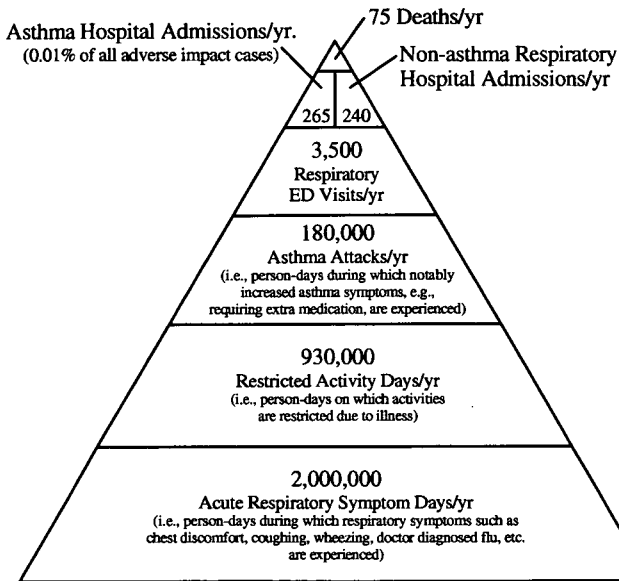 75 Deaths/yr
Asthma Hospital Admissions/yr.
(0.01% of all adverse impact cases)
Non-asthma Respiratory
Hospital Admissions/yr
265 240
3,500
Respiratory
ED Visits/yr
180,000
Asthma Attacks/yr
(i.e., person-days during which notably
increased asthma symptoms, e.g.,
requiring extra medication, are experienced)
930,000
Restricted Activity Days/yr
(i.e., person-days on which activities
are restricted due to illness)
2,000,000
Acute Respiratory Symptom Days/yr
(i.e., person-days during which respiratory symptoms such as
chest discomfort, coughing, wheezing, doctor diagnosed flu, etc.
are experienced)